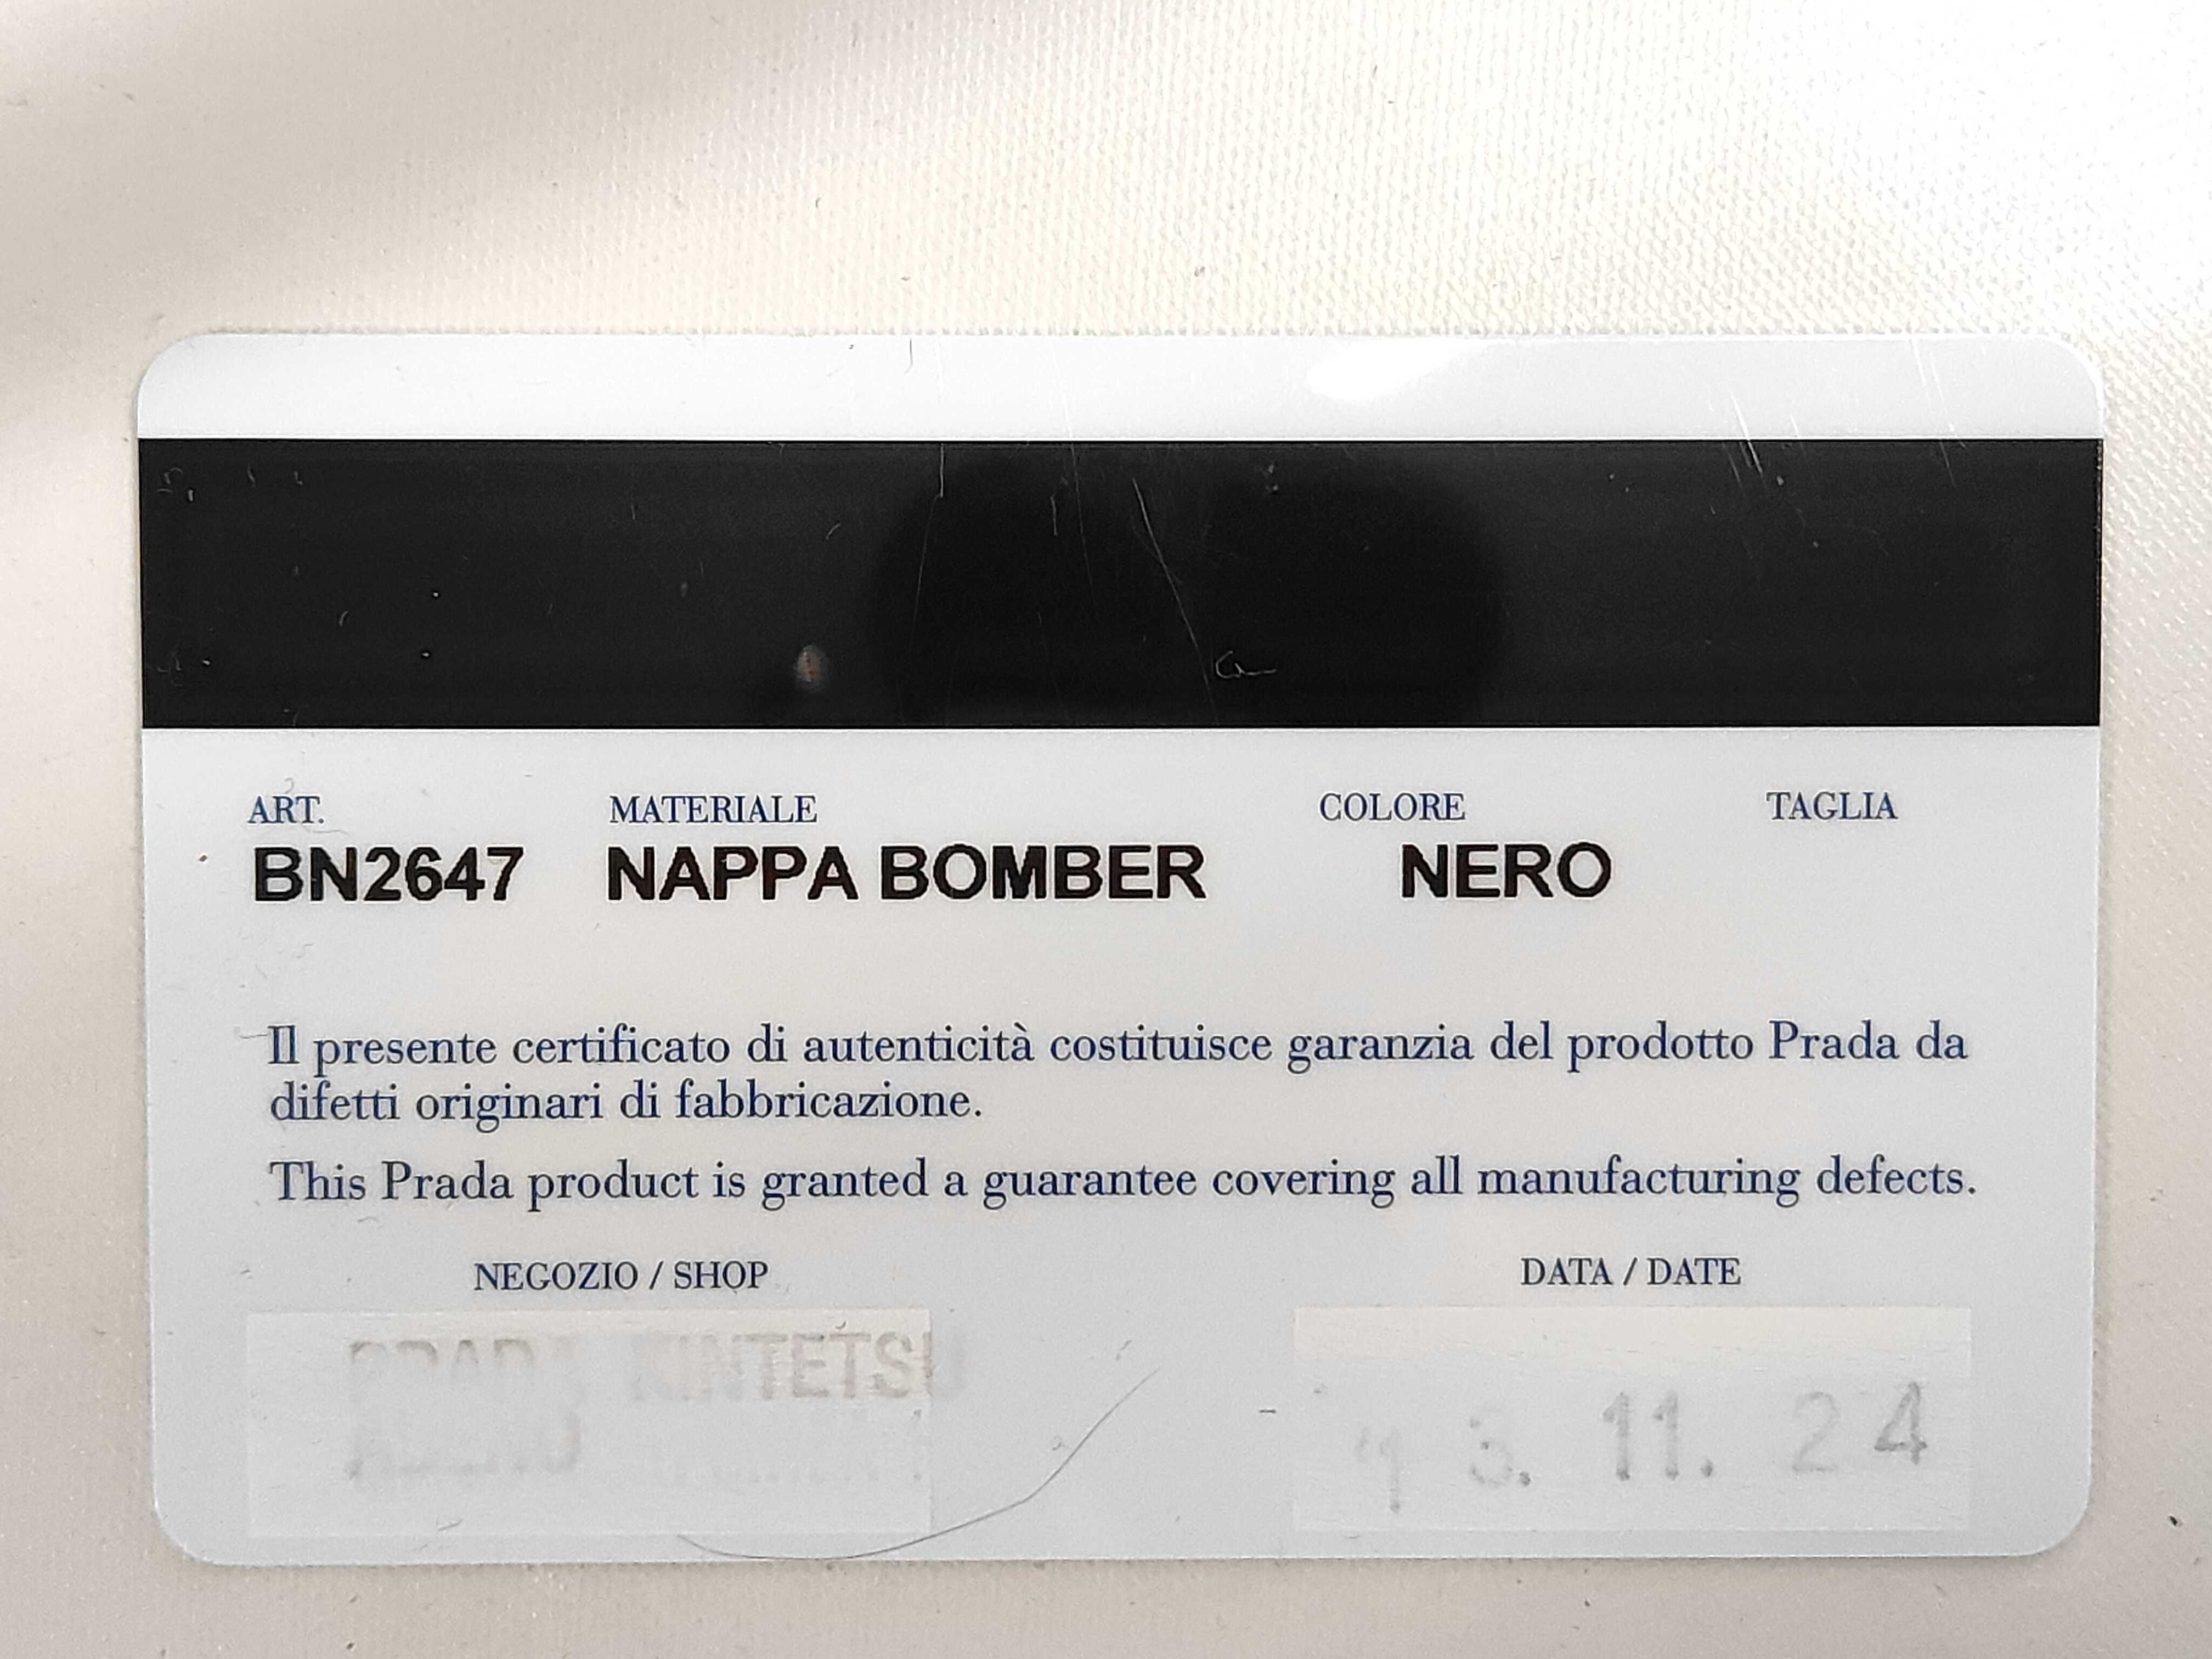 ART. MATERIALE COLORE TAGLIA
BN2647 NAPPA BOMBER NERO
Il presente certificato di autenticità costituisce garanzia del prodotto Prada da
difetti originari di fabbricazione.
This Prada product is granted a guarantee covering all manufacturing defects.
NEGOZIO / SHOP DATA / DATE
PRADA KINTETSU
13. 11. 24